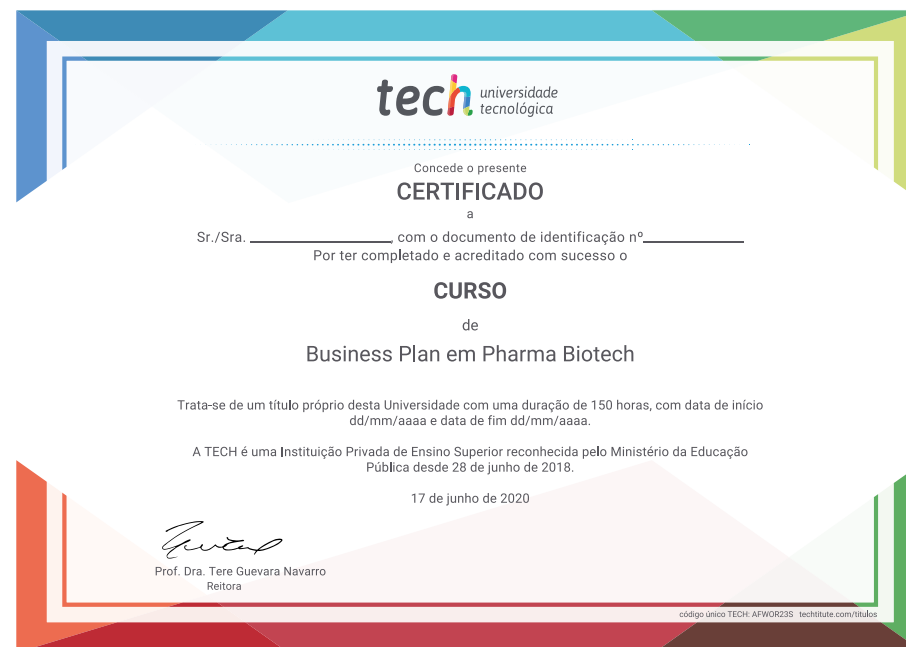 tech universidade
tecnológica
Concede o presente
CERTIFICADO
a
Sr./Sra. ____________, com o documento de identificação nº____________
Por ter completado e acreditado com sucesso o
CURSO
de
Business Plan em Pharma Biotech
Trata-se de um título próprio desta Universidade com uma duração de 150 horas, com data de início
dd/mm/aaaa e data de fim dd/mm/aaaa.
A TECH é uma Instituição Privada de Ensino Superior reconhecida pelo Ministério da Educação
Pública desde 28 de junho de 2018.
17 de junho de 2020
Prof. Dra. Tere Guevara Navarro
Reitora
código único TECH: AFWOR23S techtitute.com/titulos